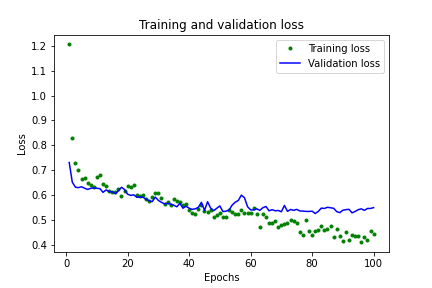 Training and validation loss
Training loss
Validation loss
1.2
1.1
1.0
0.9
0.8
0.7
0.6
0.5
0.4
Loss
0 20 40 60 80 100
Epochs